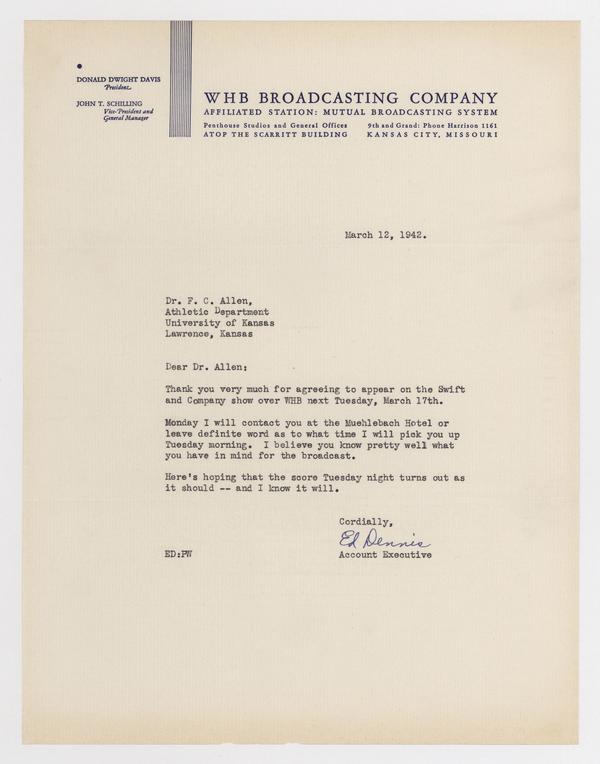 DONALD DWIGHT DAVIS
President
JOHN T. SCHILLING
Vice-President and
General Manager
WHB BROADCASTING COMPANY
AFFILIATED STATION: MUTUAL BROADCASTING SYSTEM
Penthouse Studios and General Offices 9th and Grand: Phone Harrison 1161
ATOP THE SCARRITT BUILDING KANSAS CITY, MISSOURI
March 12, 1942.
Dr. F. C. Allen,
Athletic Department
University of Kansas
Lawrence, Kansas
Dear Dr. Allen:
Thank you very much for agreeing to appear on the Swift
and Company show over WHB next Tuesday, March 17th.
Monday I will contact you at the Muehlebach Hotel or
leave definite word as to what time I will pick you up
Tuesday morning. I believe you know pretty well what
you have in mind for the broadcast.
Here's hoping that the score Tuesday night turns out as
it should -- and I know it will.
Cordially,
Ed Dennis
ED:PW Account Executive